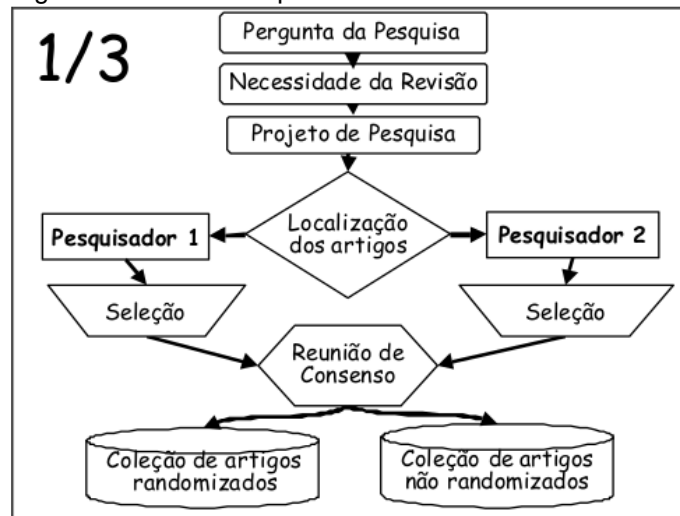 1/3
Pergunta da Pesquisa
Necessidade da Revisão
Projeto de Pesquisa
Localização
dos artigos
Pesquisador 1
Pesquisador 2
Seleção
Seleção
Reunião de
Consenso
Coleção de artigos
randomizados
Coleção de artigos
não randomizados